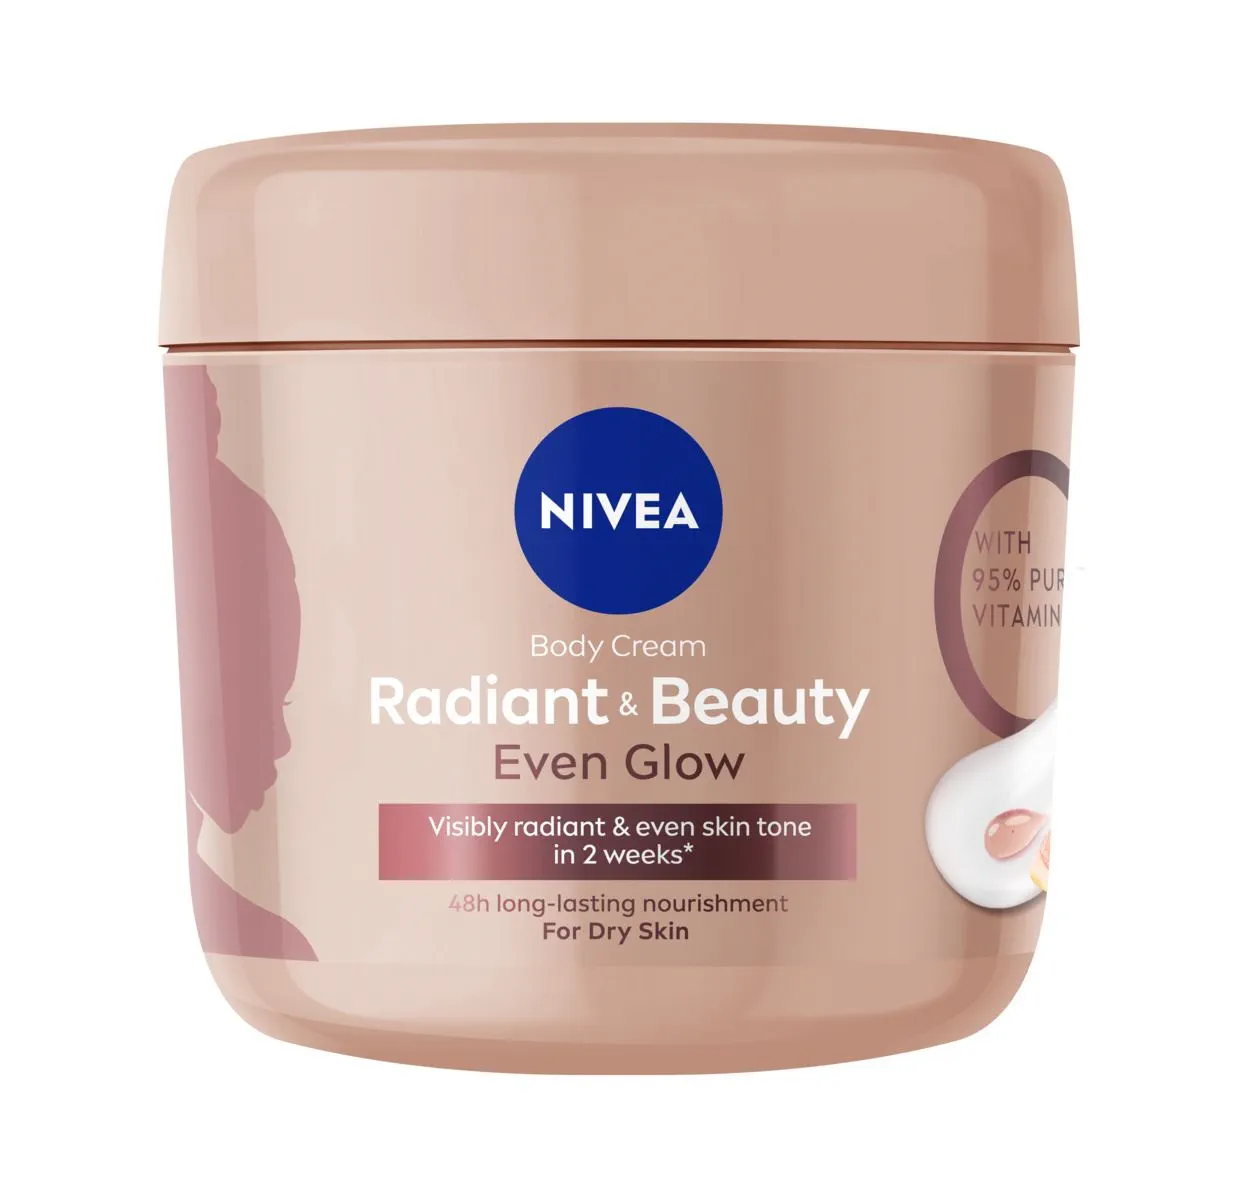 NIVEA
Body Cream
Radiant & Beauty
Even Glow
Visibly radiant & even skin tone
in 2 weeks*
48h long-lasting nourishment
For Dry Skin
WITH
95%
VITAMIN